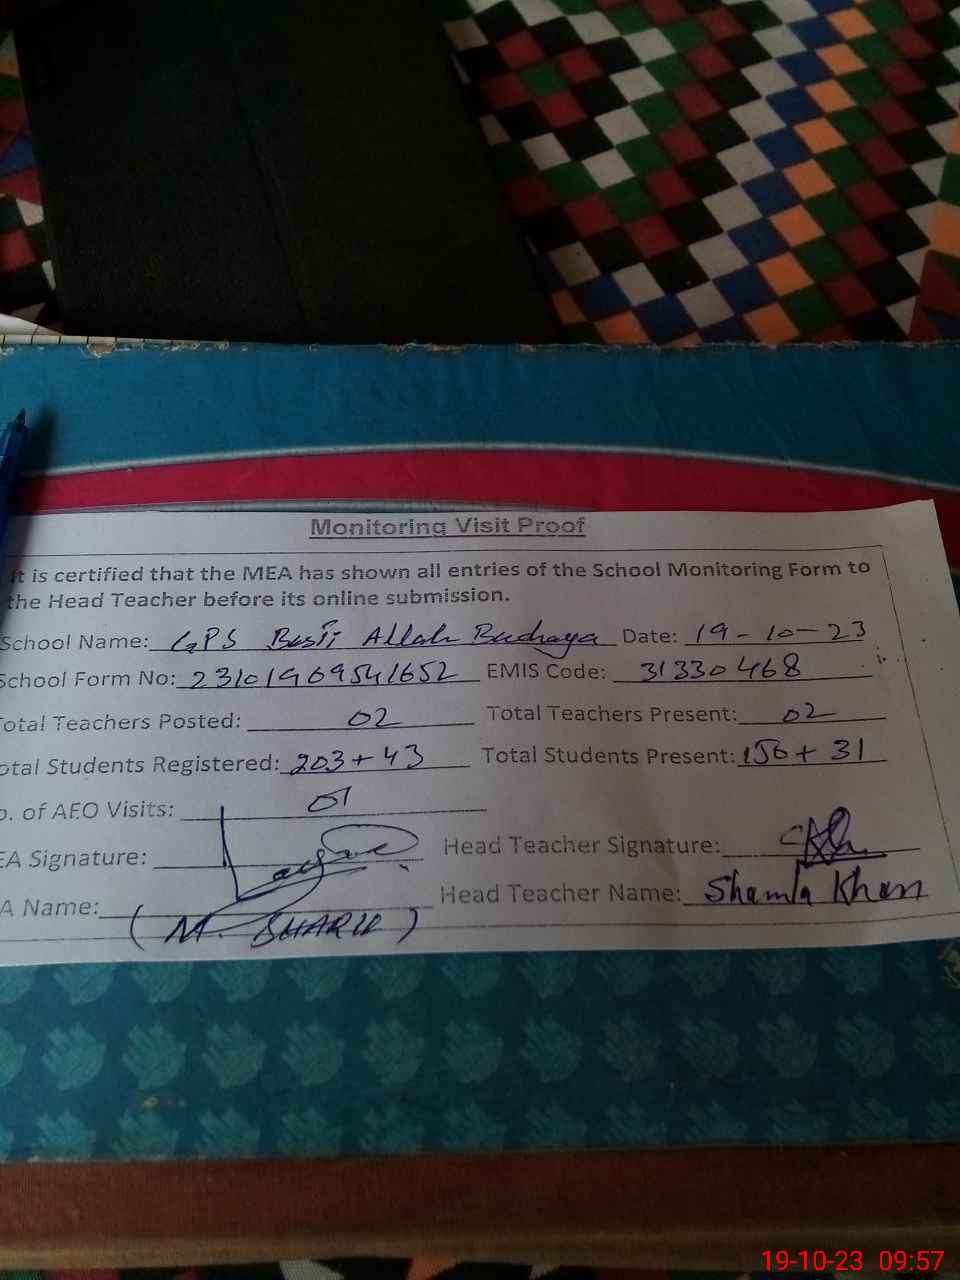 Monitoring Visit Proof
It is certified that the MEA has shown all entries of the School Monitoring Form to
the Head Teacher before its online submission.
School Name: GPS Basti Allah Bachaya Date: 19-10-23
School Form No: 23101969541652 EMIS Code: 31330468
Total Teachers Posted: 02 Total Teachers Present: 02
otal Students Registered: 203+43 Total Students Present: 156+31
o. of AEO Visits: 01
EA Signature: Head Teacher Signature:
A Name: Head Teacher Name: Shamla Khan
(M. SHARIF)
19-10-23 09:57